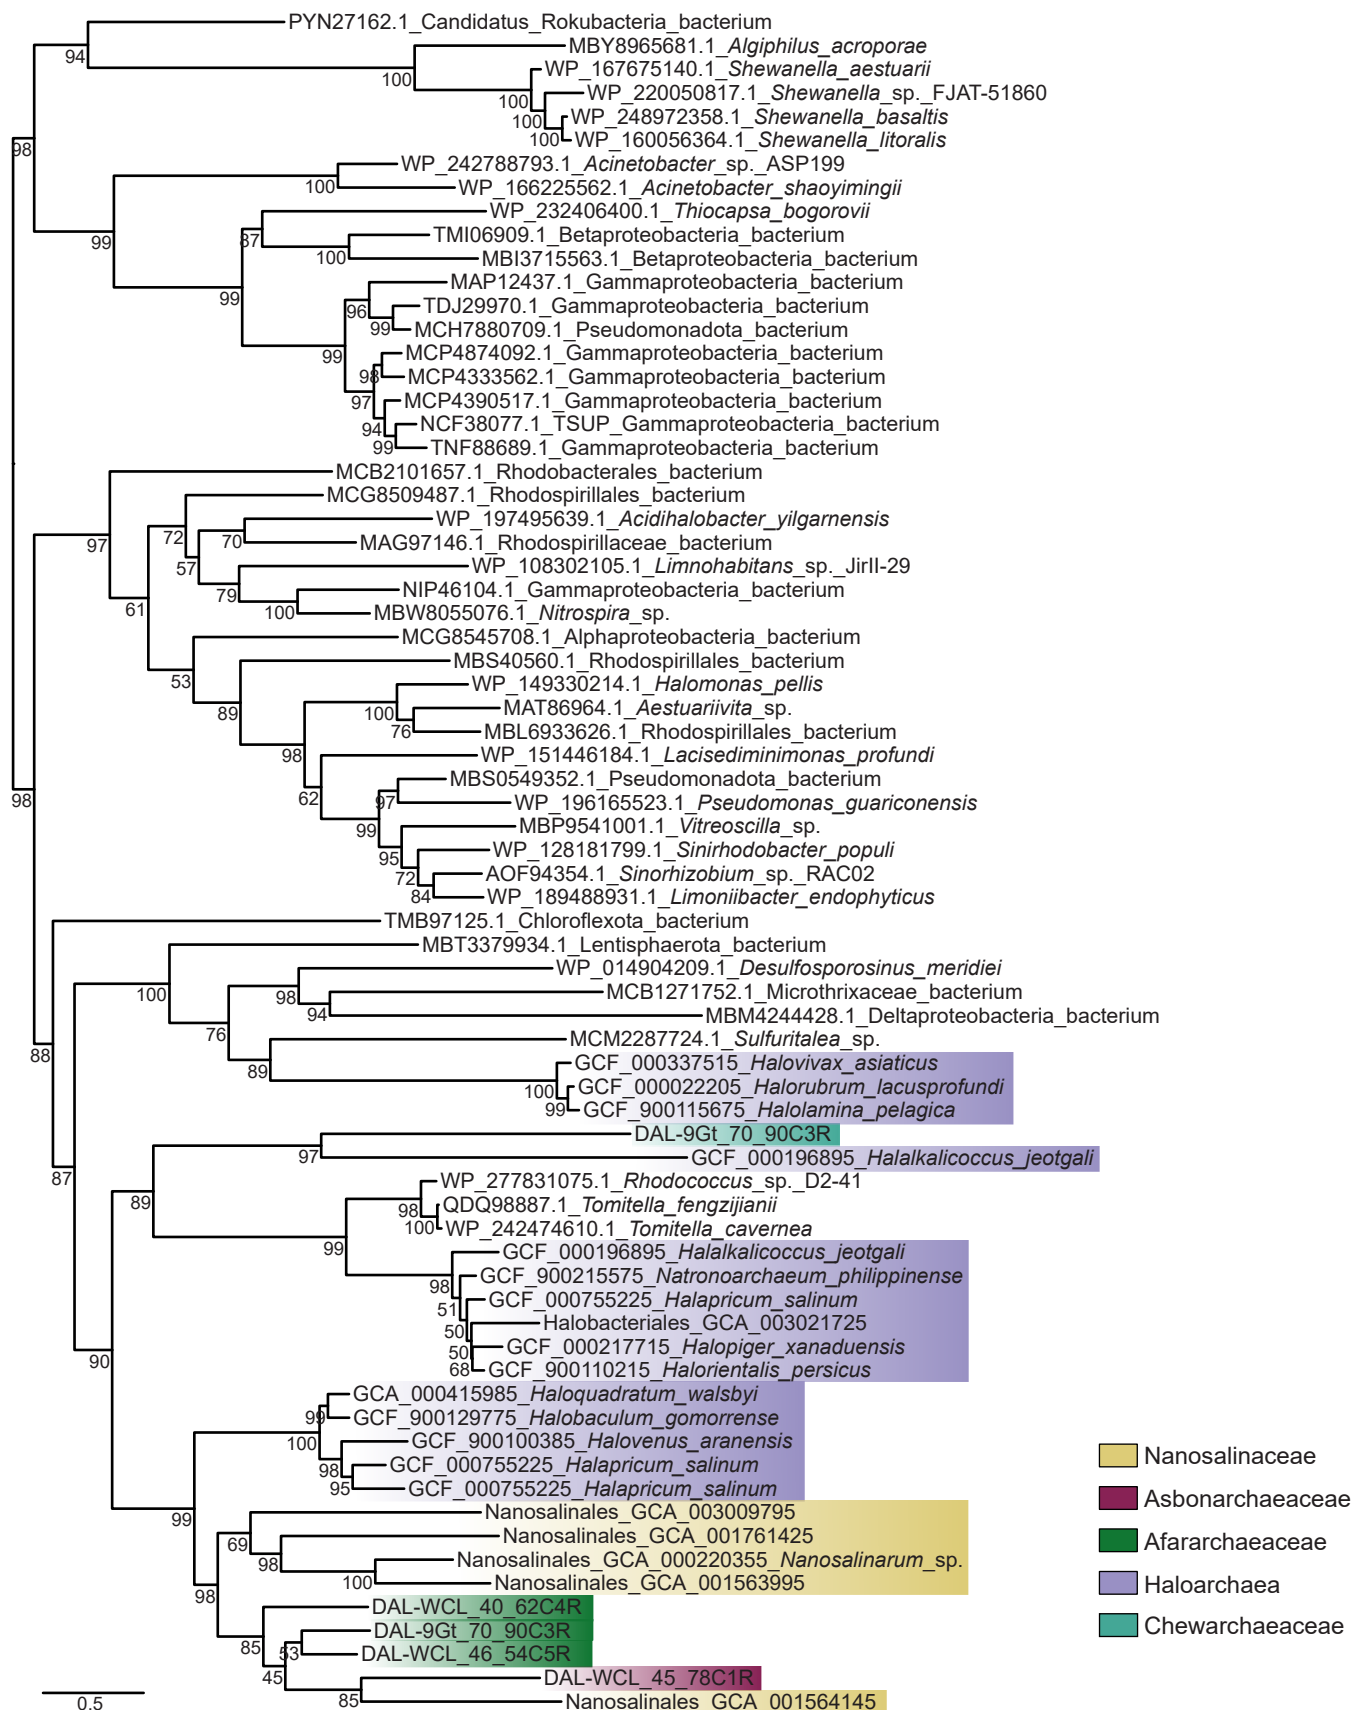 PYN27162.1_Candidatus_Rokubacteria_bacterium
94
MBY8965681.1_Algiphilus_acroporae
100
WP_167675140.1_Shewanella_aestuarii
100
WP_220050817.1_Shewanella_sp._FJAT-51860
100
WP_248972358.1_Shewanella_basaltis
100
WP_160056364.1_Shewanella_litoralis
98
WP_242788793.1_Acinetobacter_sp._ASP199
100
WP_166225562.1_Acinetobacter_shaoyimingii
99
WP_232406400.1_Thiocapsa_bogorovii
87
TMI06909.1_Betaproteobacteria_bacterium
100
MBI3715563.1_Betaproteobacteria_bacterium
99
MAP12437.1_Gammaproteobacteria_bacterium
96
TDJ29970.1_Gammaproteobacteria_bacterium
99
MCH7880709.1_Pseudomonadota_bacterium
99
MCP4874092.1_Gammaproteobacteria_bacterium
98
MCP4333562.1_Gammaproteobacteria_bacterium
97
MCP4390517.1_Gammaproteobacteria_bacterium
94
NCF38077.1_TSUP_Gammaproteobacteria_bacterium
99
TNF88689.1_Gammaproteobacteria_bacterium
MCB2101657.1_Rhodobacterales_bacterium
97
MCG8509487.1_Rhodospirillales_bacterium
72
WP_197495639.1_Acidihalobacter_yilgarnensis
70
MAG97146.1_Rhodospirillaceae_bacterium
57
WP_108302105.1_Limnohabitans_sp._JirII-29
79
NIP46104.1_Gammaproteobacteria_bacterium
100
MBW8055076.1_Nitrospira_sp.
61
MCG8545708.1_Alphaproteobacteria_bacterium
53
MBS40560.1_Rhodospirillales_bacterium
89
WP_149330214.1_Halomonas_pellis
100
MAT86964.1_Aestuariivita_sp.
76
MBL6933626.1_Rhodospirillales_bacterium
98
WP_151446184.1_Lacisediminimonas_profundi
62
MBS0549352.1_Pseudomonadota_bacterium
97
WP_196165523.1_Pseudomonas_guariconensis
99
MBP9541001.1_Vitreoscilla_sp.
95
WP_128181799.1_Sinirhodobacter_populi
72
AOF94354.1_Sinorhizobium_sp._RAC02
84
WP_189488931.1_Limoniibacter_endophyticus
98
TMB97125.1_Chloroflexota_bacterium
88
MBT3379934.1_Lentisphaerota_bacterium
100
WP_014904209.1_Desulfosporosinus_meridiei
98
MCB1271752.1_Microthrixaceae_bacterium
94
MBM4244428.1_Deltaproteobacteria_bacterium
76
MCM2287724.1_Sulfuritalea_sp.
89
GCF_000337515_Halovivax_asiaticus
100
GCF_000022205_Halorubrum_lacusprofundi
99
GCF_900115675_Halolamina_pelagica
87
DAL-9Gt_70_90C3R
97
GCF_000196895_Halalkalicoccus_jeotgali
89
WP_277831075.1_Rhodococcus_sp._D2-41
98
QDQ98887.1_Tomitella_fengzijianii
100
WP_242474610.1_Tomitella_cavernea
99
GCF_000196895_Halalkalicoccus_jeotgali
98
GCF_900215575_Natronoarchaeum_philippinense
51
GCF_000755225_Halapricum_salinum
50
Halobacteriales_GCA_003021725
50
GCF_000217715_Halopiger_xanaduensis
68
GCF_900110215_Halorientalis_persicus
90
GCA_000415985_Haloquadratum_walsbyi
99
GCF_900129775_Halobaculum_gomorrense
100
GCF_900100385_Halovenus_aranensis
98
GCF_000755225_Halapricum_salinum
95
GCF_000755225_Halapricum_salinum
99
Nanosalinales_GCA_003009795
69
Nanosalinales_GCA_001761425
98
Nanosalinales_GCA_000220355_Nanosalinarum_sp.
100
Nanosalinales_GCA_001563995
98
DAL-WCL_40_62C4R
85
DAL-9Gt_70_90C3R
53
DAL-WCL_46_54C5R
45
DAL-WCL_45_78C1R
85
Nanosalinales_GCA_001564145
0.5
Nanosalinaceae
Asbonarchaeaceae
Afararchaeaceae
Haloarchaea
Chewarchaeaceae